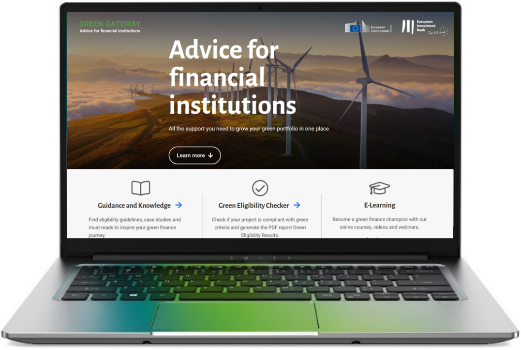 GREEN GATEWAY
Advice for financial institutions
European
Commission
European
Investment
Bank
Advice for
financial
institutions
All the support you need to grow your green portfolio in one place
Learn more
Guidance and Knowledge
Green Eligibility Checker
E-Learning
Find eligibility guidelines, case studies and
must-reads to inspire your green finance
journey.
Check if your project is compliant with green
criteria and generate the PDF report Green
Eligibility Results.
Become a green finance champion with our
online courses, videos and webinars.